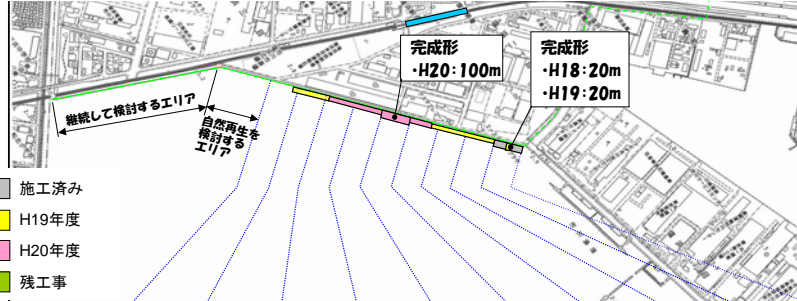 完成形
・H20：100m
完成形
・H18：20m
・H19：20m
継続して検討するエリア
自然再生を
検討する
エリア
施工済み
H19年度
H20年度
残工事